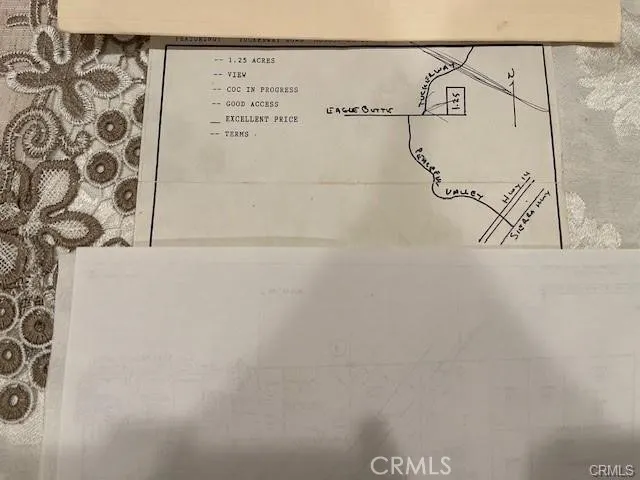 -- 1.25 ACRES
-- VIEW
-- COC IN PROGRESS
-- GOOD ACCESS
__ EXCELLENT PRICE
-- TERMS .
EAGLE BUTTE
1.25
N
VALLEY
HWY 14
SIERRA HWY
CRMLS
CRMLS